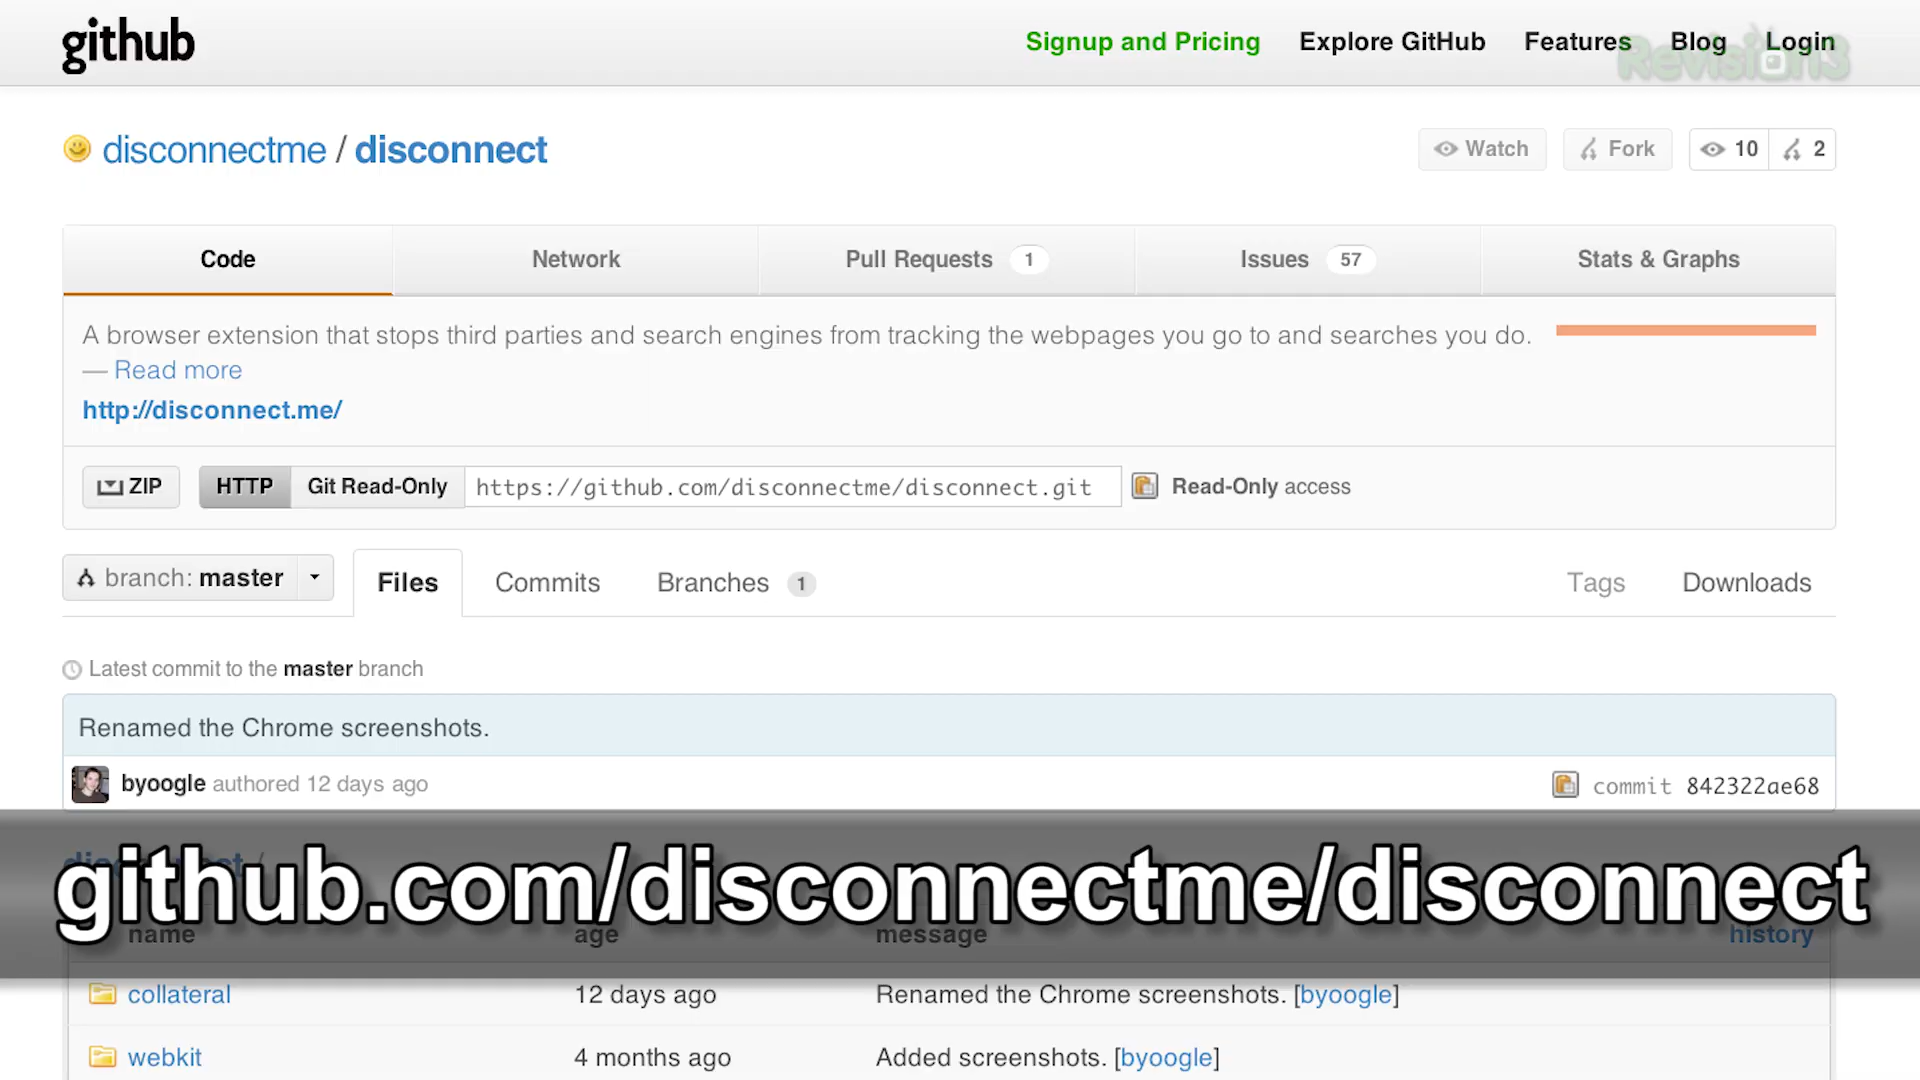 github
Signup and Pricing Explore GitHub Features Blog Login
Revision3
disconnectme / disconnect
Watch Fork 10 2
Code Network Pull Requests 1 Issues 57 Stats & Graphs
A browser extension that stops third parties and search engines from tracking the webpages you go to and searches you do.
— Read more
http://disconnect.me/
ZIP HTTP Git Read-Only https://github.com/disconnectme/disconnect.git Read-Only access
branch: master Files Commits Branches 1 Tags Downloads
Latest commit to the master branch
Renamed the Chrome screenshots.
byoogle authored 12 days ago commit 842322ae68
disconnect /
github.com/disconnectme/disconnect
name age message history
collateral 12 days ago Renamed the Chrome screenshots. [byoogle]
webkit 4 months ago Added screenshots. [byoogle]